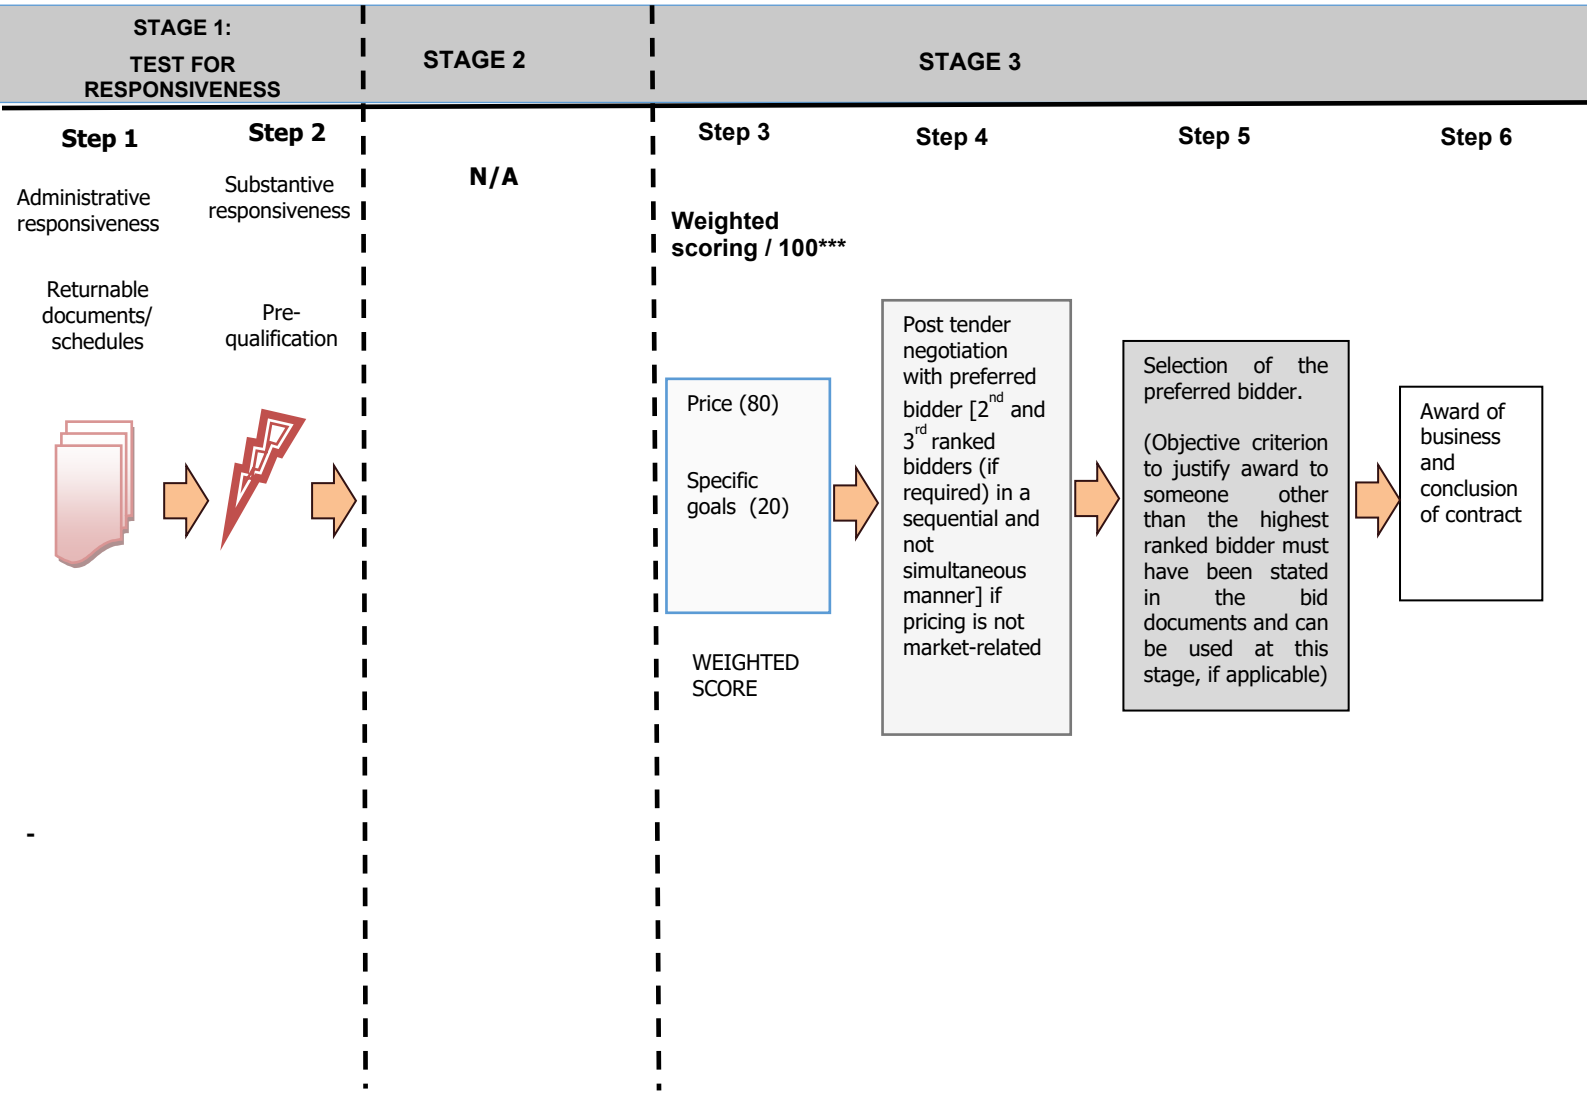 STAGE 1:
TEST FOR
RESPONSIVENESS
STAGE 2
STAGE 3
Step 1
Administrative
responsiveness
Returnable
documents/
schedules
Step 2
Substantive
responsiveness
Pre-
qualification
N/A
Step 3
Weighted
scoring / 100***
Price (80)
Specific
goals (20)
WEIGHTED
SCORE
Step 4
Post tender
negotiation
with preferred
bidder [2nd and
3rd ranked
bidders (if
required) in a
sequential and
not
simultaneous
manner] if
pricing is not
market-related
Step 5
Selection of the
preferred bidder.
(Objective criterion
to justify award to
someone other
than the highest
ranked bidder must
have been stated
in the bid
documents and can
be used at this
stage, if applicable)
Step 6
Award of
business
and
conclusion
of contract
-